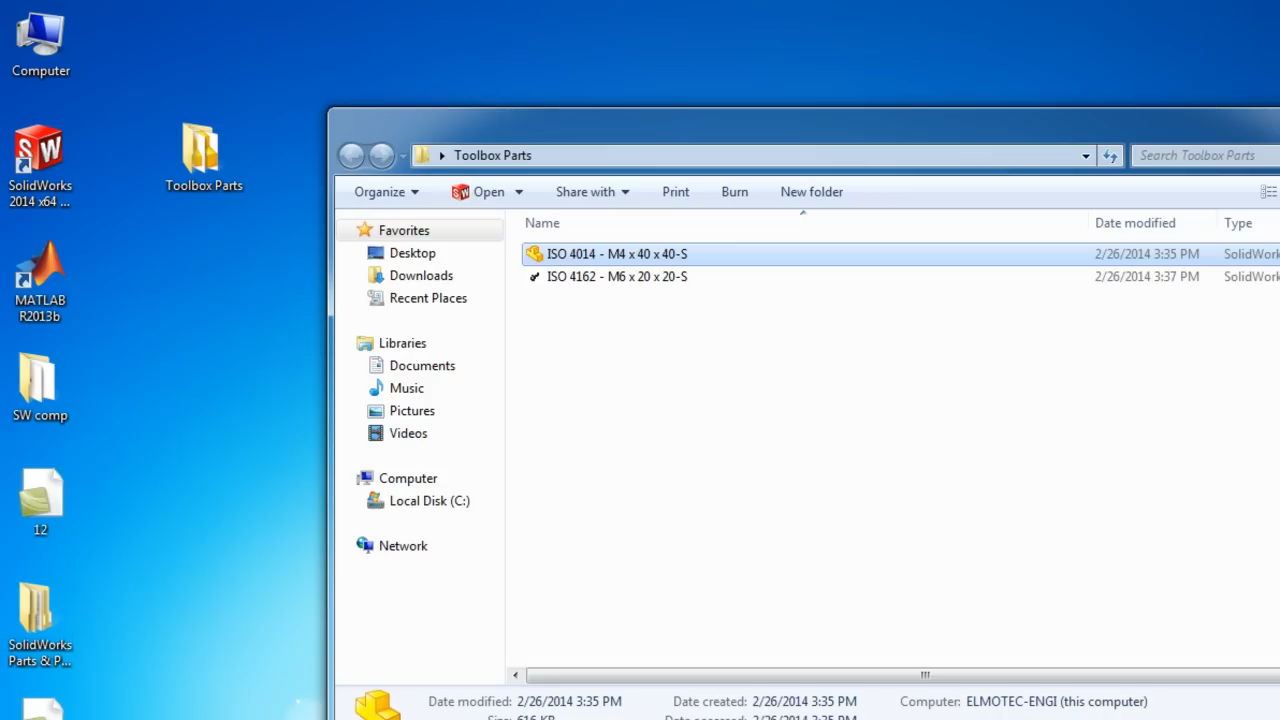 Computer
SolidWorks
2014 x64 ...
MATLAB
R2013b
SW comp
12
SolidWorks
Parts & P...
Toolbox Parts
Toolbox Parts
Search Toolbox Parts
Organize
Open
Share with
Print
Burn
New folder
Favorites
Desktop
Downloads
Recent Places
Libraries
Documents
Music
Pictures
Videos
Computer
Local Disk (C:)
Network
Name Date modified Type
ISO 4014 - M4 x 40 x 40-S 2/26/2014 3:35 PM SolidWork
ISO 4162 - M6 x 20 x 20-S 2/26/2014 3:37 PM SolidWork
Date modified: 2/26/2014 3:35 PM Date created: 2/26/2014 3:35 PM Computer: ELMOTEC-ENGI (this computer)
Size: 616 KB